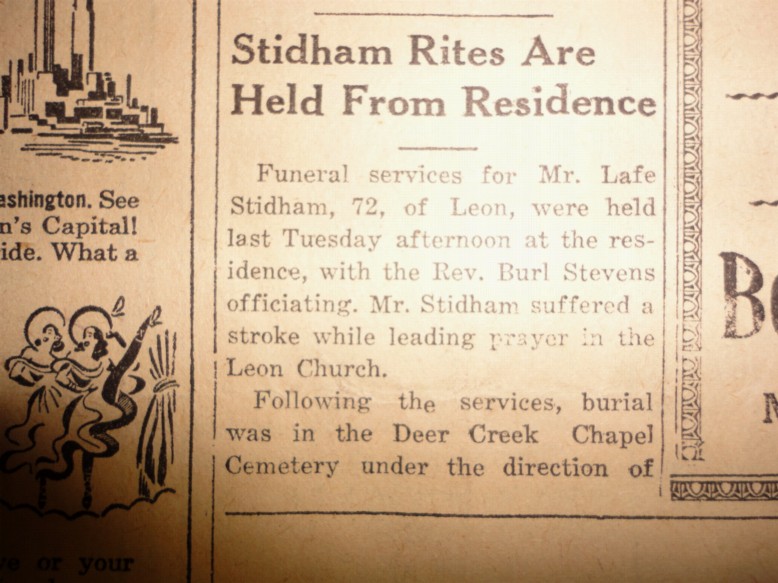 Stidham Rites Are
Held From Residence
Funeral services for Mr. Lafe
Stidham, 72, of Leon, were held
last Tuesday afternoon at the res-
idence, with the Rev. Burl Stevens
officiating. Mr. Stidham suffered a
stroke while leading prayer in the
Leon Church.
Following the services, burial
was in the Deer Creek Chapel
Cemetery under the direction of
ashington. See
n's Capital!
ide. What a
ve or your
B